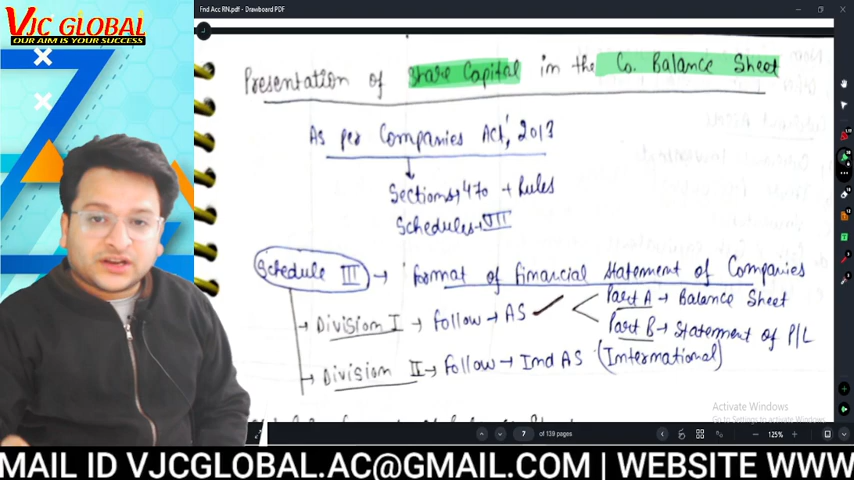 VJC GLOBAL
OUR AIM IS YOUR SUCCESS
Fnd Acc RN.pdf - Drawboard PDF
Presentation of Share Capital in the Co. Balance Sheet
As per Companies Act', 2013
Sections→470 + Rules
Schedules→VII
Schedule III → Format of Financial Statement of Companies
→ Division I → Follow → AS ✓
Part A → Balance Sheet
Part B → Statement of P/L
→ Division II → Follow → Ind AS (International)
Activate Windows
Go to Settings to activate Windows.
7 of 139 pages
125%
MAIL ID VJCGLOBAL.AC@GMAIL.COM | WEBSITE WWW